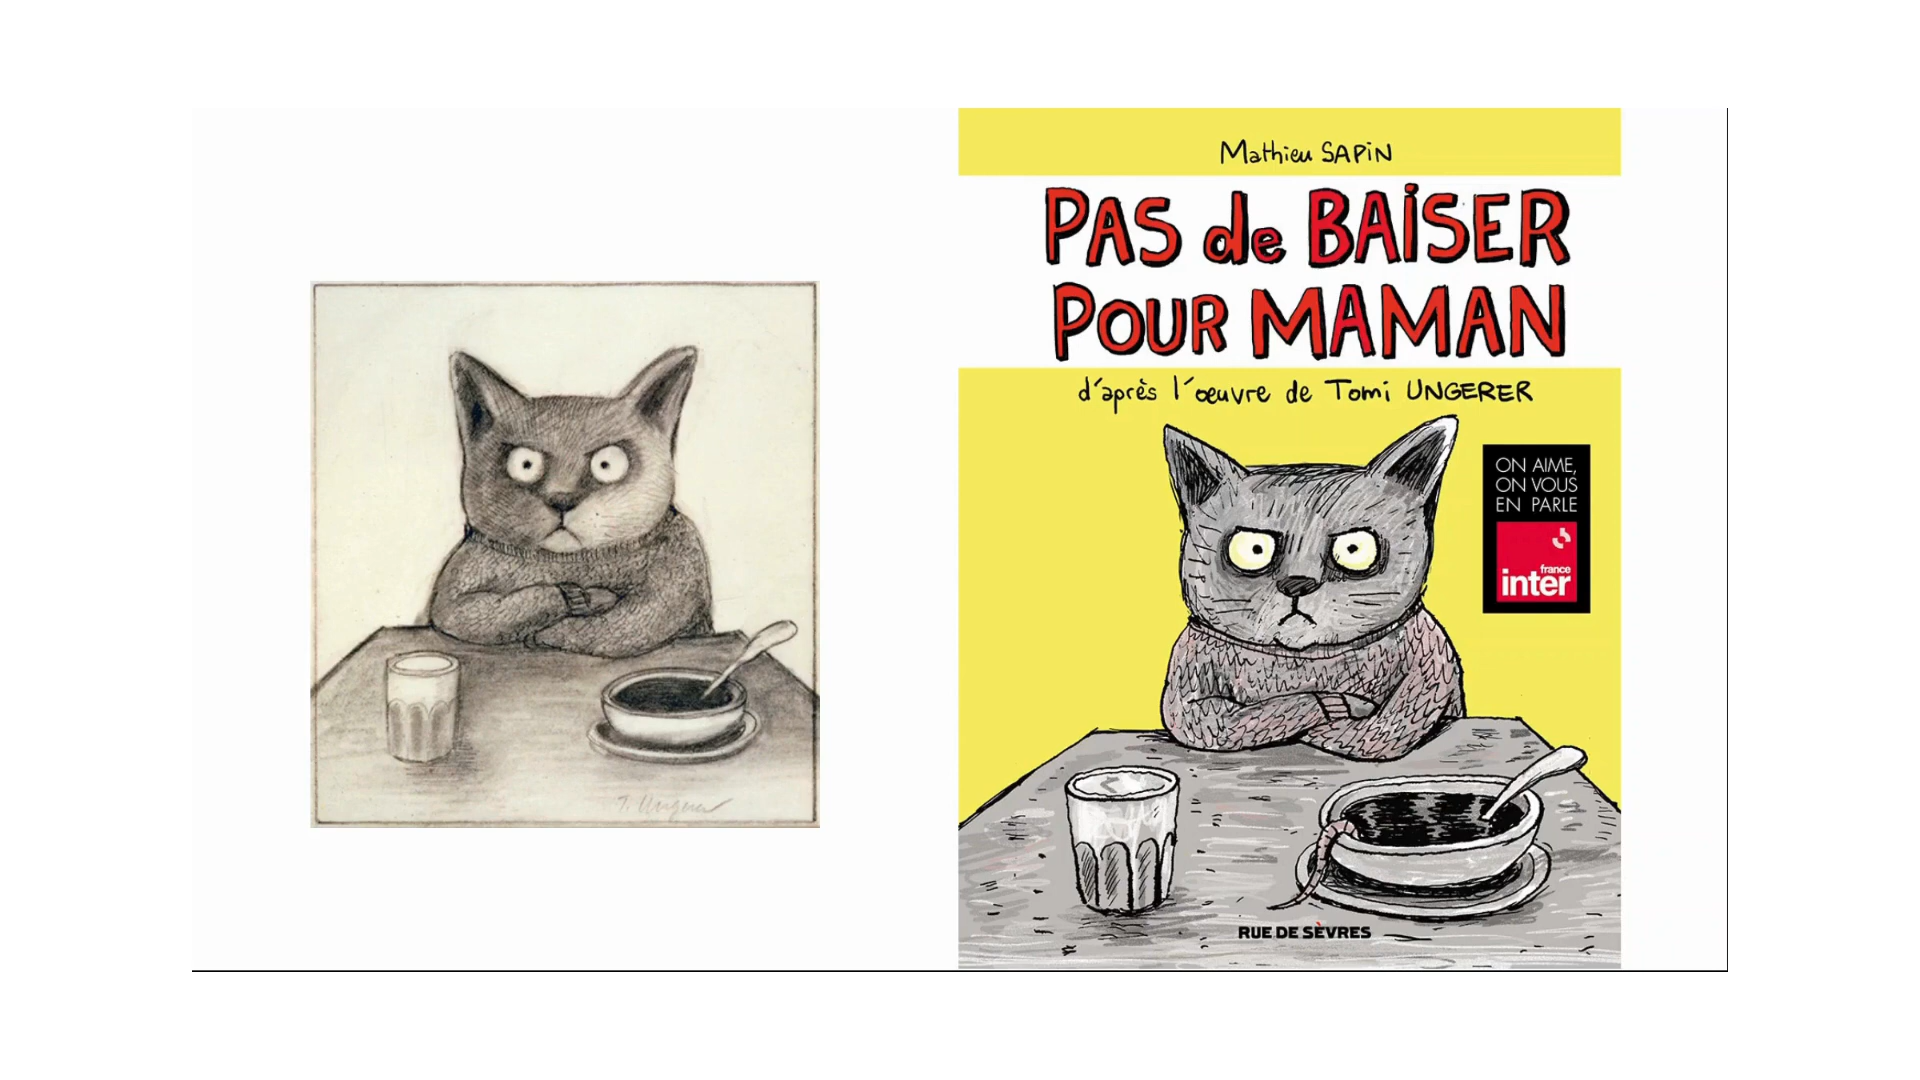 T. Ungerer
Mathieu SAPiN
PAS de BAiSER
POUR MAMAN
d'après l'œuvre de Tomi UNGERER
ON AIME,
ON VOUS
EN PARLE
france
inter
RUE DE SÈVRES